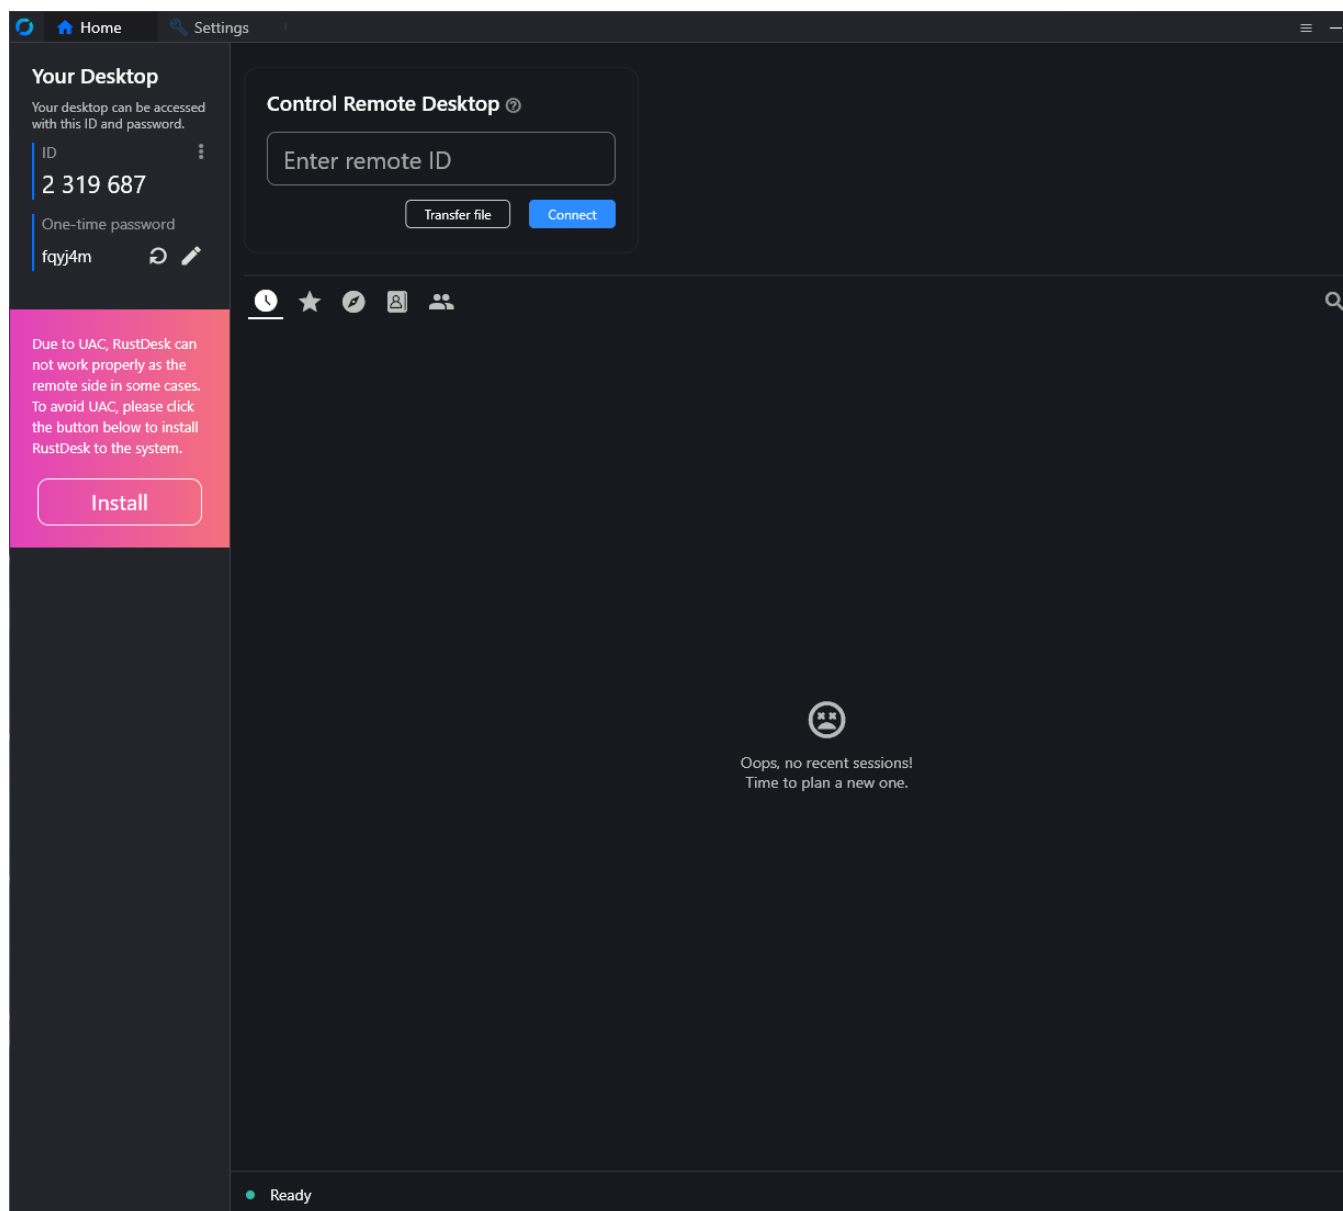 Home
Settings
Your Desktop
Your desktop can be accessed
with this ID and password.
ID
2 319 687
One-time password
fqyj4m
Due to UAC, RustDesk can
not work properly as the
remote side in some cases.
To avoid UAC, please click
the button below to install
RustDesk to the system.
Install
Control Remote Desktop
Enter remote ID
Transfer file
Connect
Oops, no recent sessions!
Time to plan a new one.
Ready